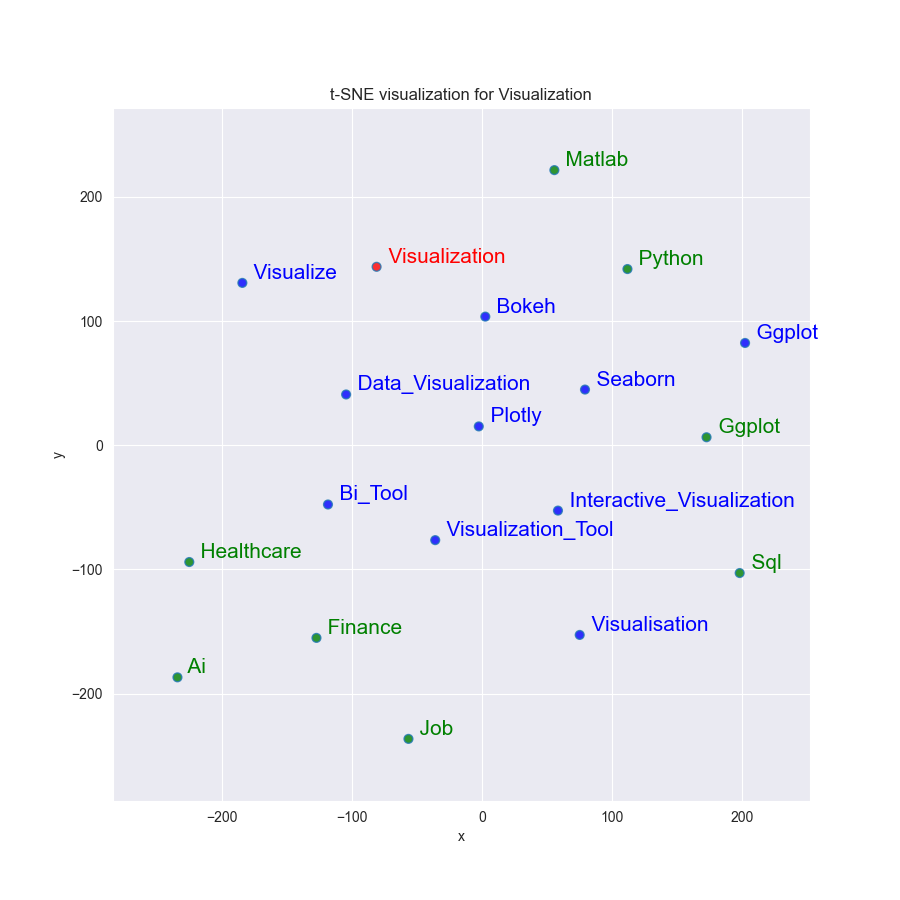 t-SNE visualization for Visualization
Matlab
Visualization
Python
Visualize
Bokeh
Ggplot
Data_Visualization
Seaborn
Plotly
Ggplot
Bi_Tool
Interactive_Visualization
Visualization_Tool
Healthcare
Sql
Finance
Visualisation
Ai
Job
200
100
0
−100
−200
y
−200 −100 0 100 200
x